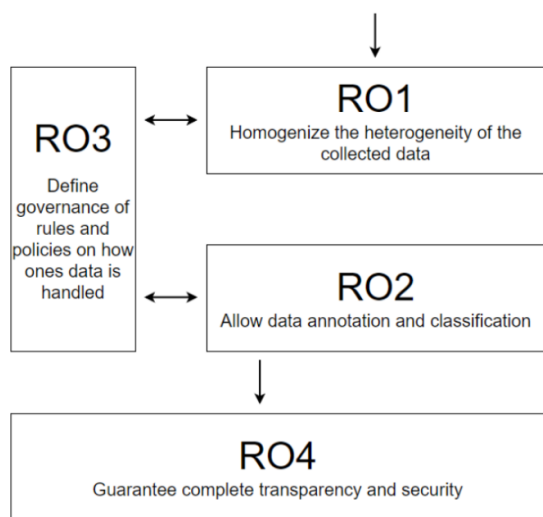 RO1
Homogenize the heterogeneity of the
collected data
RO3
Define
governance of
rules and
policies on how
ones data is
handled
RO2
Allow data annotation and classification
RO4
Guarantee complete transparency and security